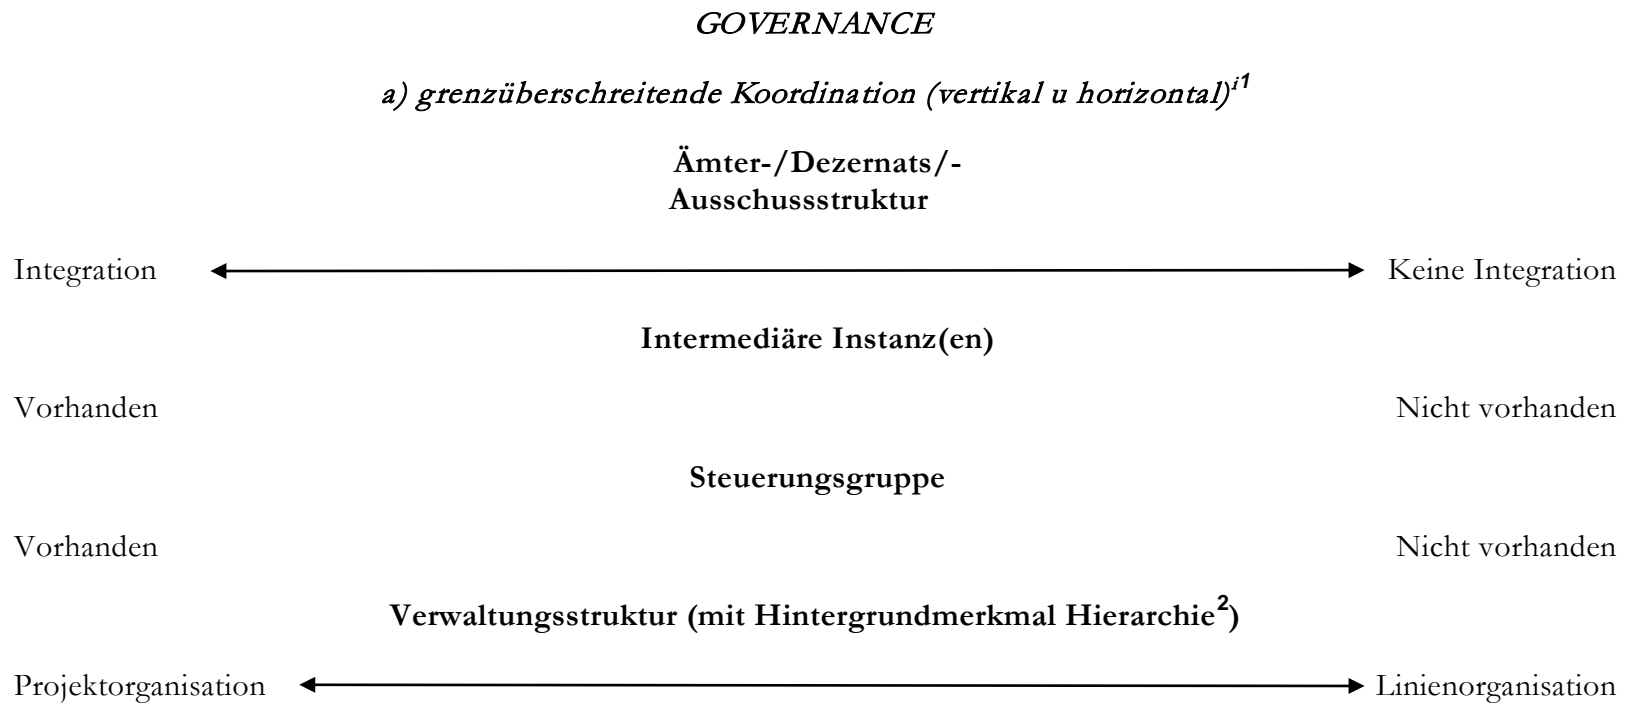 GOVERNANCE
a) grenzüberschreitende Koordination (vertikal u horizontal)i1
Ämter-/Dezernats/-
Ausschussstruktur
Integration Keine Integration
Intermediäre Instanz(en)
Vorhanden Nicht vorhanden
Steuerungsgruppe
Vorhanden Nicht vorhanden
Verwaltungsstruktur (mit Hintergrundmerkmal Hierarchie2)
Projektorganisation Linienorganisation